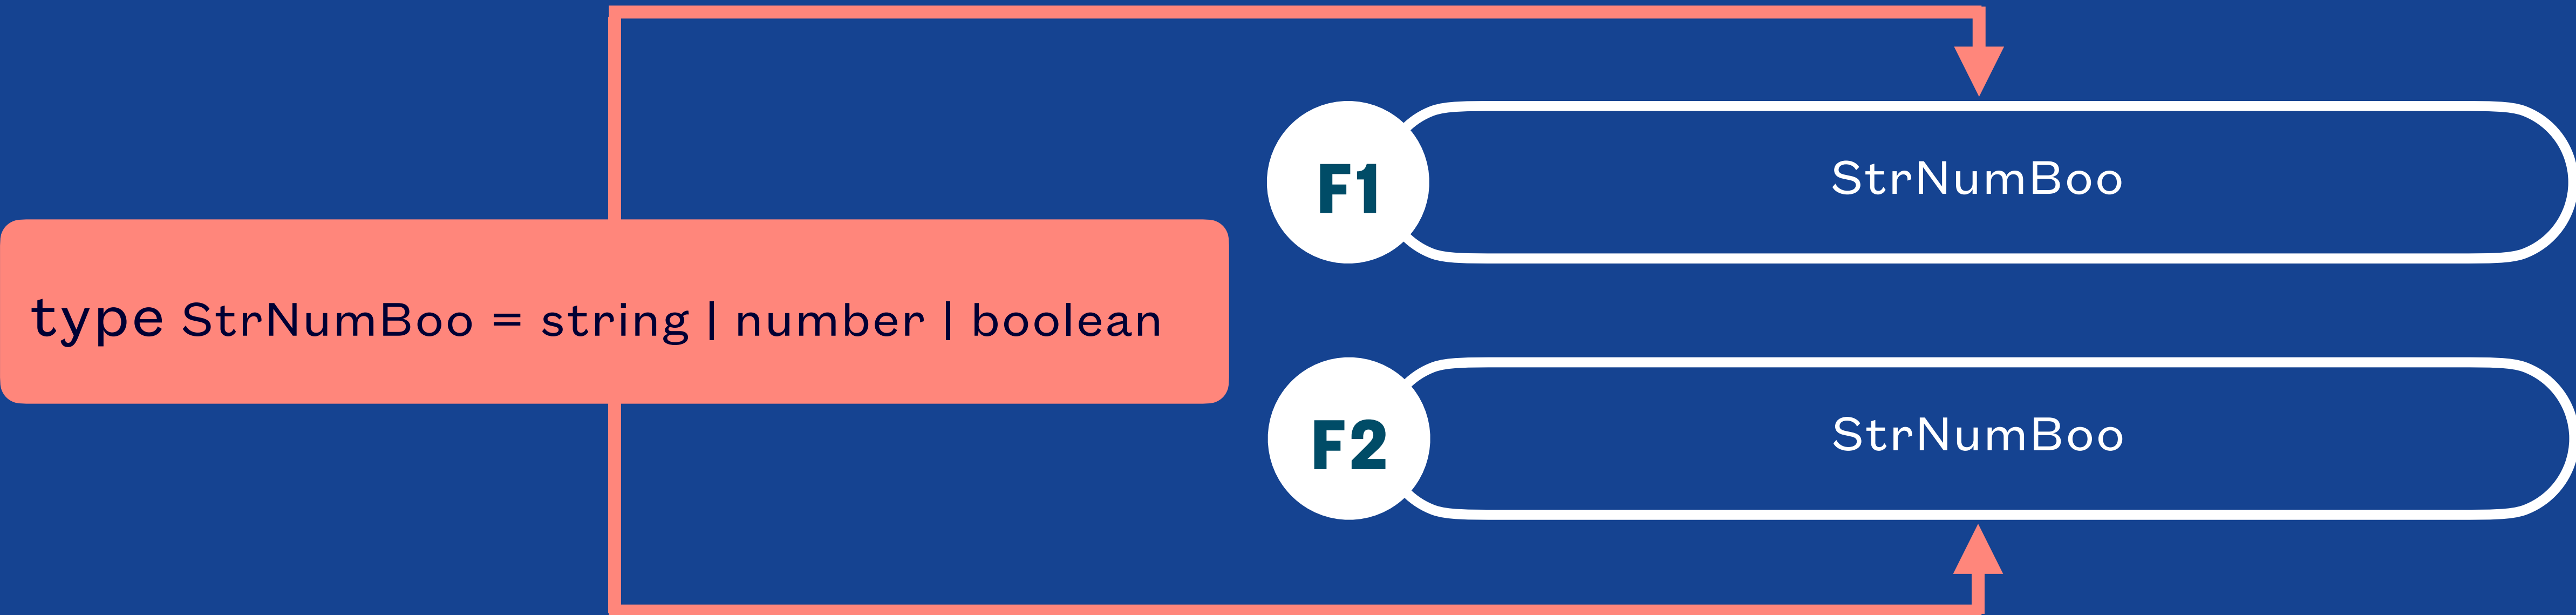 F1
StrNumBoo
type StrNumBoo = string | number | boolean
F2
StrNumBoo